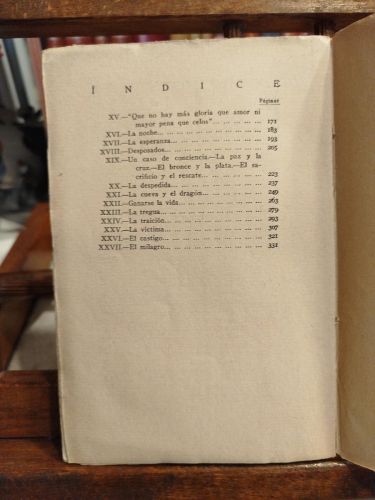 ÍNDICE
Páginas
XV.—"Que no hay más gloria que amor ni
mayor pena que celos"... ... ... ... ... 171
XVI.—La noche... ... ... ... ... ... ... ... ... 183
XVII.—La esperanza... ... ... ... ... ... ... ... 193
XVIII.—Desposados... ... ... ... ... ... ... ... 205
XIX.—Un caso de conciencia.—La paz y la
cruz.—El bronce y la plata.—El sa-
crificio y el rescate... ... ... ... ... ... 223
XX.—La despedida... ... ... ... ... ... ... ... 237
XXI.—La cueva y el dragón... ... ... ... ... ... 249
XXII.—Ganarse la vida... ... ... ... ... ... ... 263
XXIII.—La tregua... ... ... ... ... ... ... ... ... 279
XXIV.—La traición... ... ... ... ... ... ... ... 293
XXV.—La víctima... ... ... ... ... ... ... ... 307
XXVI.—El castigo... ... ... ... ... ... ... ... 321
XXVII.—El milagro... ... ... ... ... ... ... ... 331